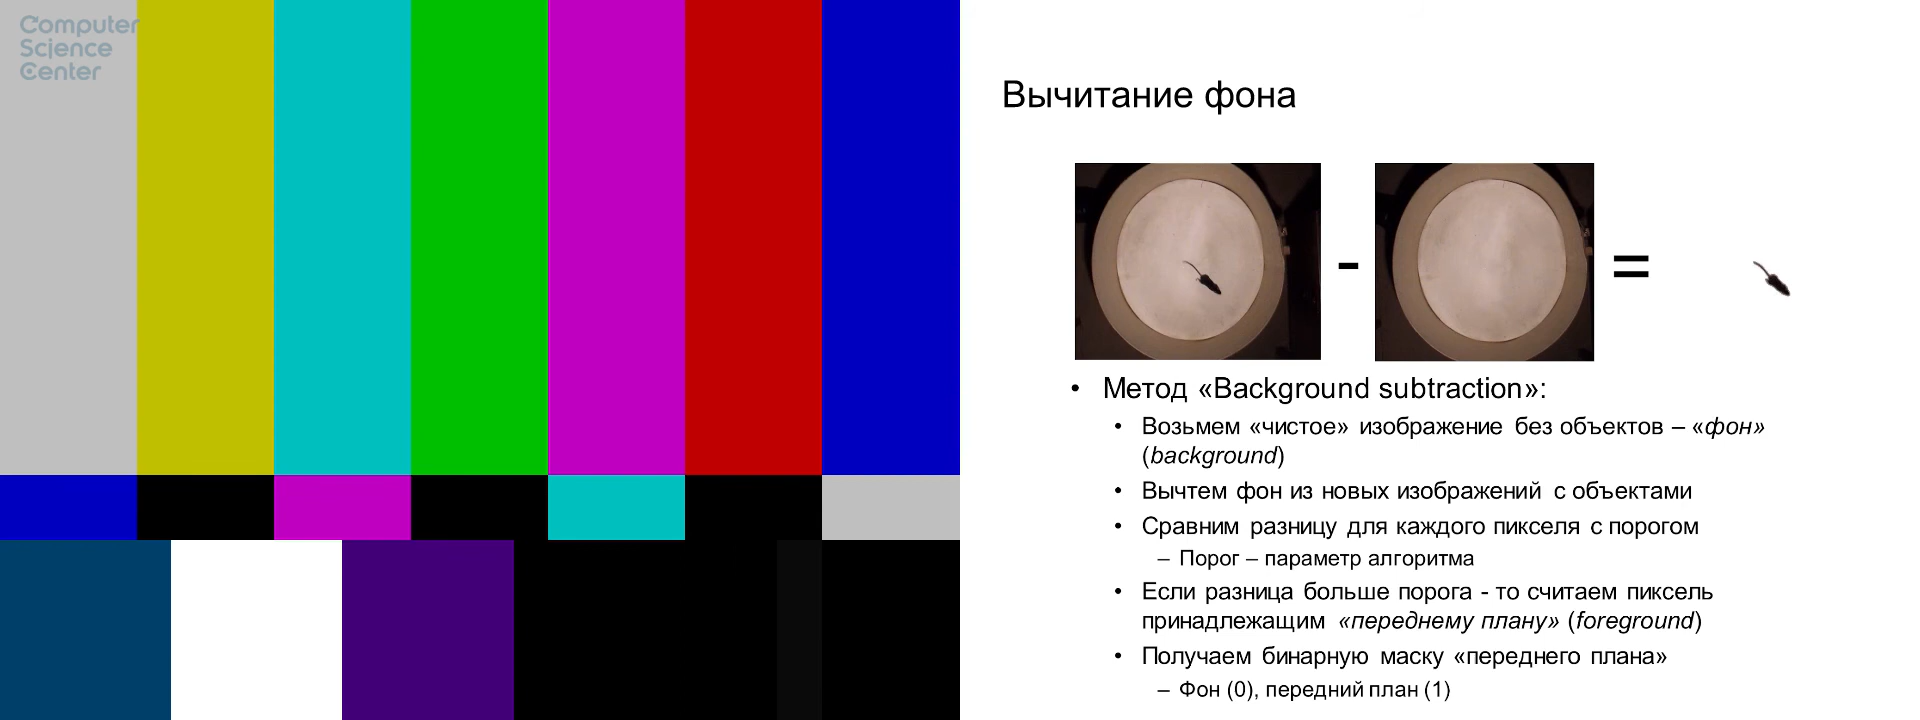 Computer
Science
Center
Вычитание фона
- =
• Метод «Background subtraction»:
• Возьмем «чистое» изображение без объектов – «фон»
(background)
• Вычтем фон из новых изображений с объектами
• Сравним разницу для каждого пикселя с порогом
– Порог – параметр алгоритма
• Если разница больше порога - то считаем пиксель
принадлежащим «переднему плану» (foreground)
• Получаем бинарную маску «переднего плана»
– Фон (0), передний план (1)